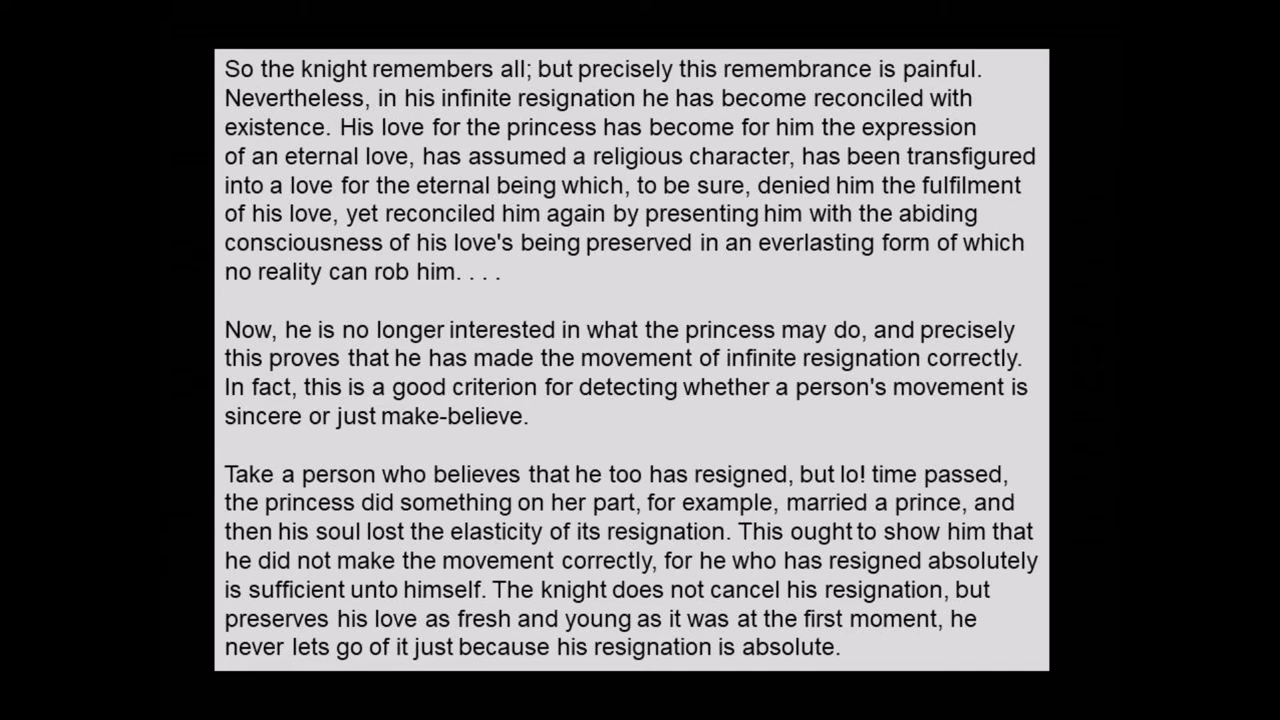 So the knight remembers all; but precisely this remembrance is painful.
Nevertheless, in his infinite resignation he has become reconciled with
existence. His love for the princess has become for him the expression
of an eternal love, has assumed a religious character, has been transfigured
into a love for the eternal being which, to be sure, denied him the fulfilment
of his love, yet reconciled him again by presenting him with the abiding
consciousness of his love's being preserved in an everlasting form of which
no reality can rob him. . . .
Now, he is no longer interested in what the princess may do, and precisely
this proves that he has made the movement of infinite resignation correctly.
In fact, this is a good criterion for detecting whether a person's movement is
sincere or just make-believe.
Take a person who believes that he too has resigned, but lo! time passed,
the princess did something on her part, for example, married a prince, and
then his soul lost the elasticity of its resignation. This ought to show him that
he did not make the movement correctly, for he who has resigned absolutely
is sufficient unto himself. The knight does not cancel his resignation, but
preserves his love as fresh and young as it was at the first moment, he
never lets go of it just because his resignation is absolute.